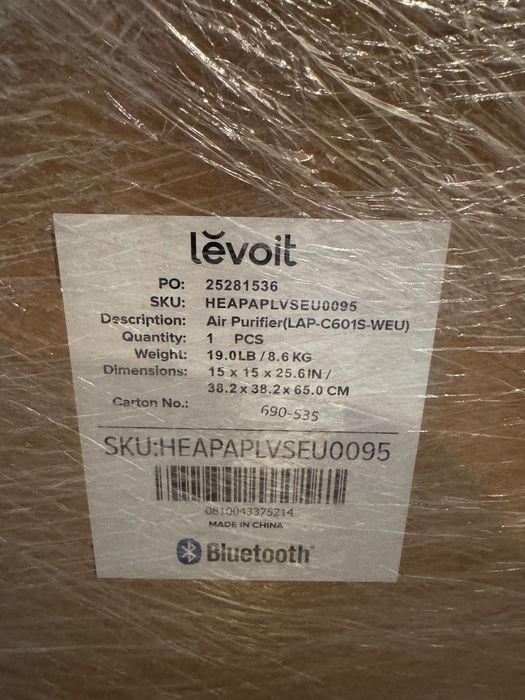 lĕvoit
PO: 25281536
SKU: HEAPAPLVSEU0095
Description: Air Purifier(LAP-C601S-WEU)
Quantity: 1 PCS
Weight: 19.0LB / 8.6 KG
Dimensions: 15 x 15 x 25.6IN /
38.2 x 38.2 x 65.0 CM
Carton No.: 690-535
SKU:HEAPAPLVSEU0095
0810043375214
MADE IN CHINA
Bluetooth®